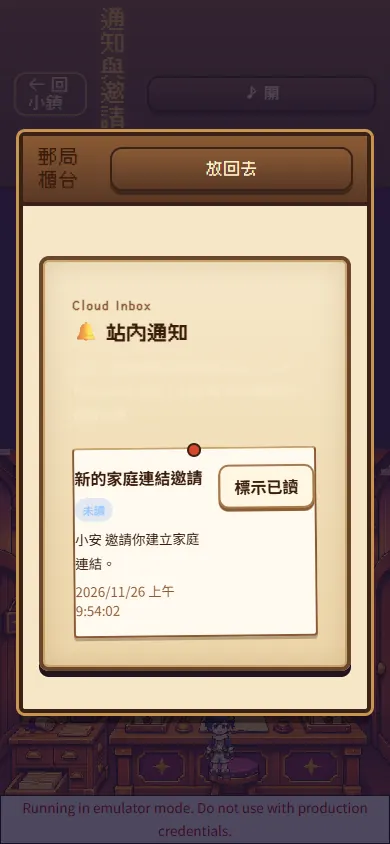 通知與邀請
← 回
小鎮
♪ 開
郵局
櫃台
放回去
Cloud Inbox
🔔 站內通知
新的家庭連結邀請
標示已讀
未讀
小安 邀請你建立家庭
連結。
2026/11/26 上午
9:54:02
Running in emulator mode. Do not use with production
credentials.